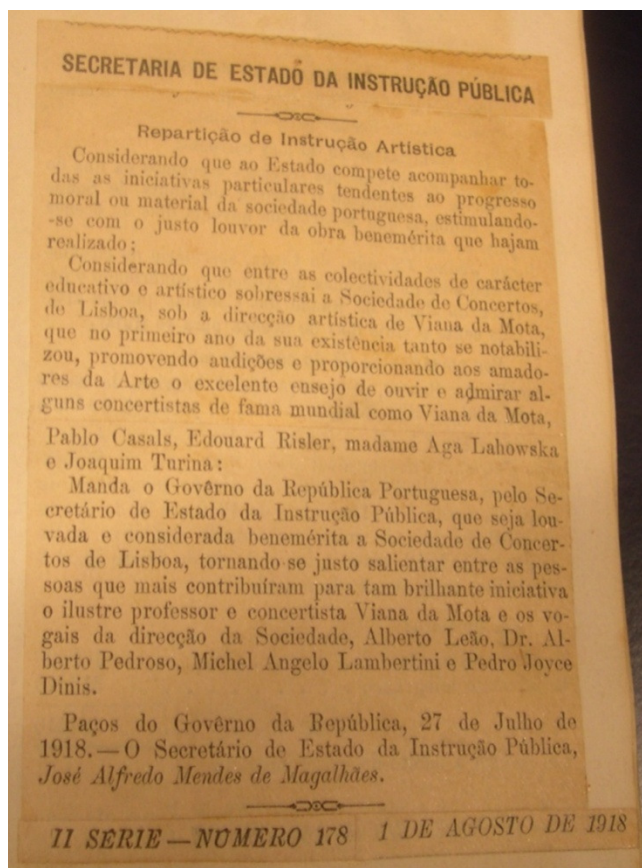 SECRETARIA DE ESTADO DA INSTRUÇÃO PÚBLICA
Repartição de Instrução Artística
Considerando que ao Estado compete acompanhar to-
das as iniciativas particulares tendentes ao progresso
moral ou material da sociedade portuguesa, estimulando-
-se com o justo louvor da obra benemérita que hajam
realizado;
Considerando que entre as colectividades de carácter
educativo e artístico sobressai a Sociedade de Concertos,
de Lisboa, sob a direcção artística de Viana da Mota,
que no primeiro ano da sua existência tanto se notabili-
zou, promovendo audições e proporcionando aos amado-
res da Arte o excelente ensejo de ouvir e admirar al-
guns concertistas de fama mundial como Viana da Mota,
Pablo Casals, Edouard Risler, madame Aga Lahowska
e Joaquim Turina:
Manda o Govêrno da República Portuguesa, pelo Se-
cretário de Estado da Instrução Pública, que seja lou-
vada e considerada benemérita a Sociedade de Concer-
tos de Lisboa, tornando-se justo salientar entre as pes-
soas que mais contribuíram para tam brilhante iniciativa
o ilustre professor e concertista Viana da Mota e os vo-
gais da direcção da Sociedade, Alberto Leão, Dr. Al-
berto Pedroso, Michel Angelo Lambertini e Pedro Joyce
Dinis.
Paços do Govêrno da República, 27 de Julho de
1918.—O Secretário de Estado da Instrução Pública,
José Alfredo Mendes de Magalhães.
II SÉRIE—NÚMERO 178 1 DE AGOSTO DE 1918